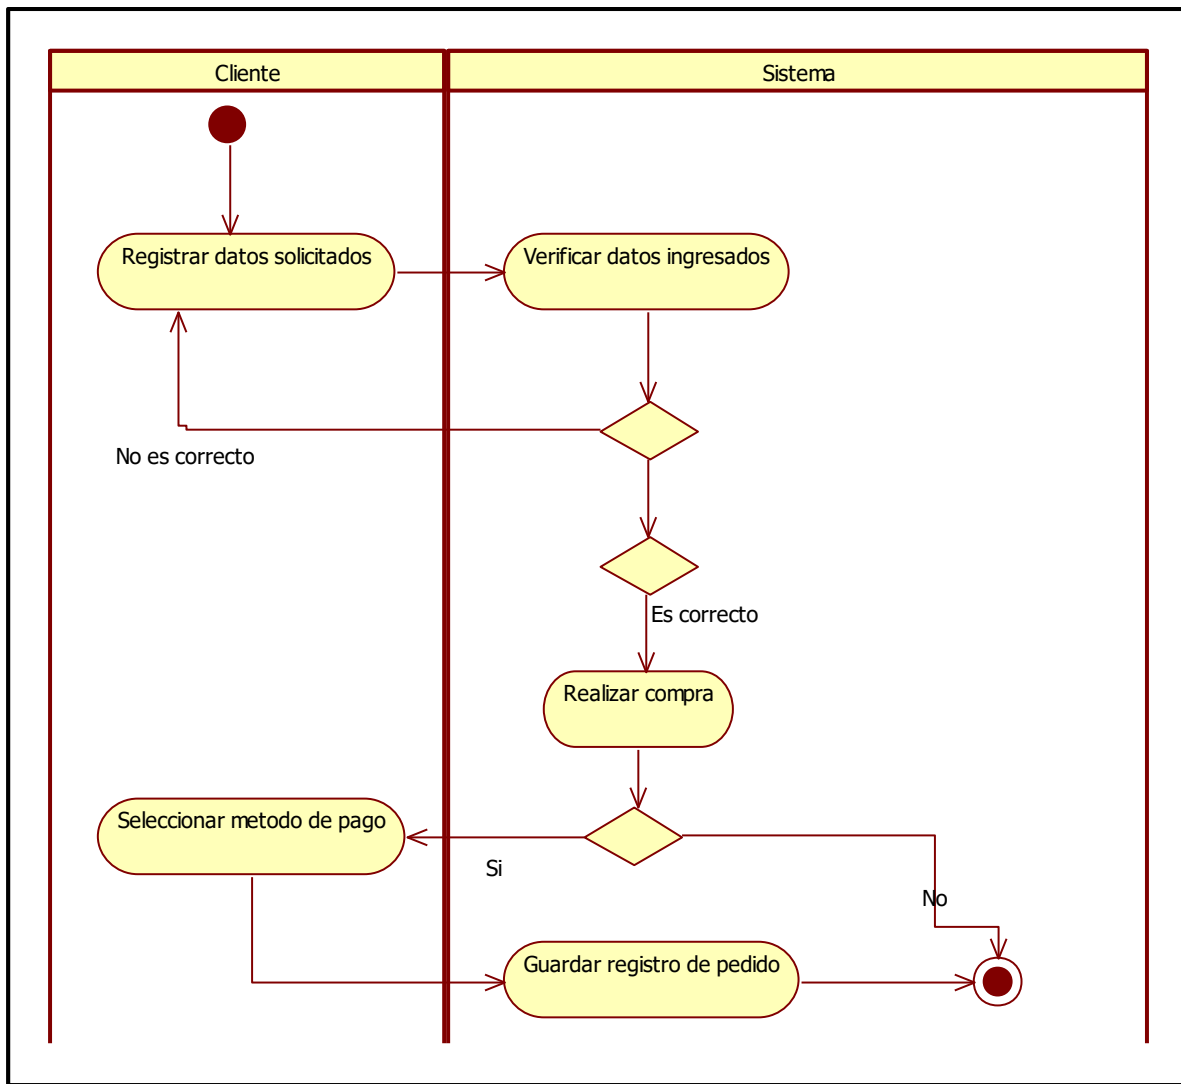 Cliente
Sistema
Registrar datos solicitados
Verificar datos ingresados
No es correcto
Es correcto
Realizar compra
Seleccionar metodo de pago
Si
No
Guardar registro de pedido